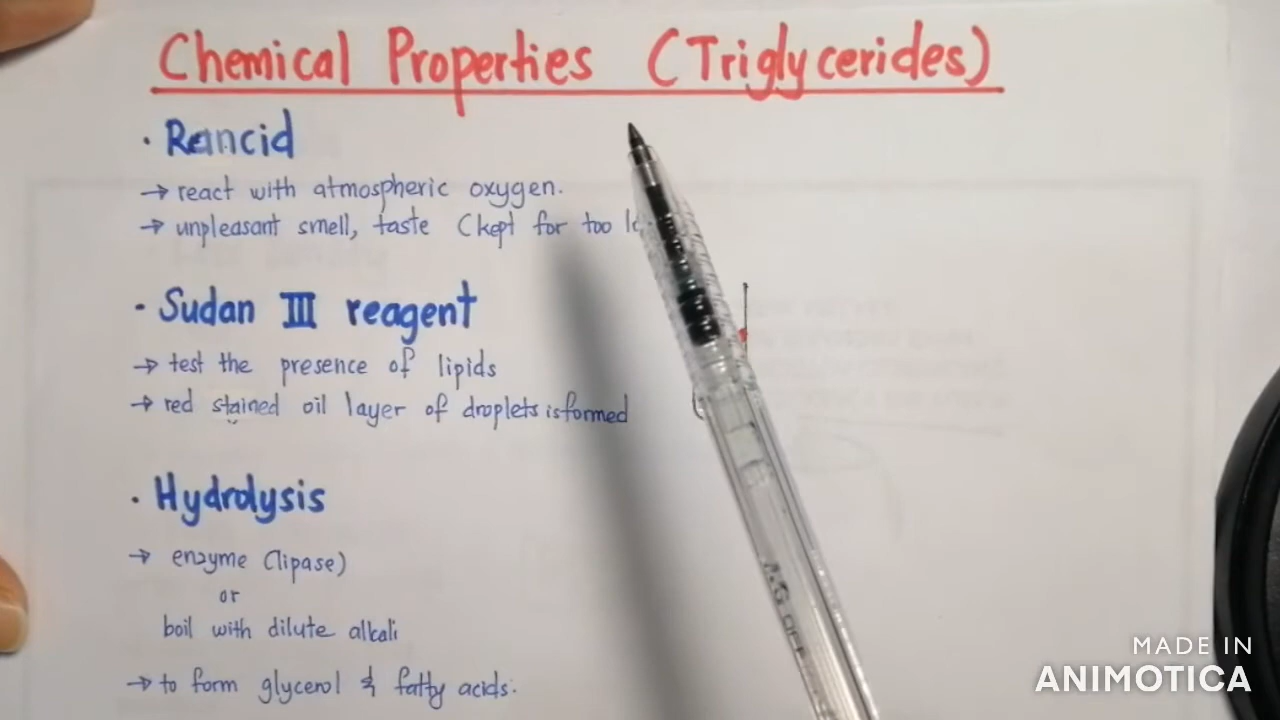 Chemical Properties (Triglycerides)
· Rancid
→ react with atmospheric oxygen.
→ unpleasant smell, taste (kept for too
· Sudan III reagent
→ test the presence of lipids
→ red stained oil layer of droplets is formed
· Hydrolysis
→ enzyme (lipase)
or
boil with dilute alkali
→ to form glycerol & fatty acids.
MADE IN
ANIMOTICA